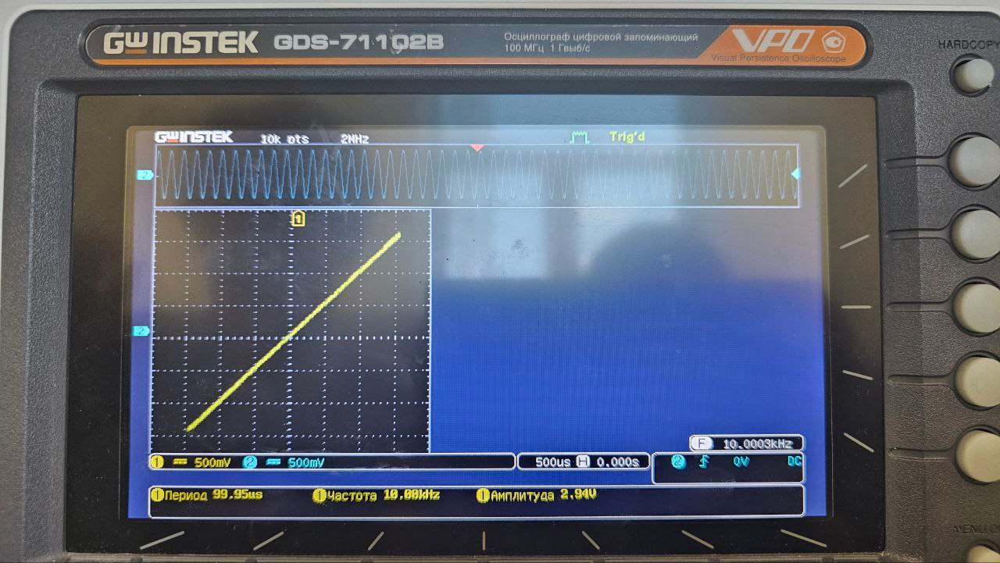 GW INSTEK GDS-71102B
Осциллограф цифровой запоминающий
100 МГц 1 Гвыб/с
VPO
Visual Persistence Oscilloscope
HARDCOPY
GW INSTEK 10k pts 2MHz Trig'd
2
1
2
F 10.0003kHz
1 500mV 2 500mV 500us H 0.000s 2 0V DC
1 Период 99.95us 1 Частота 10.00kHz 1 Амплитуда 2.94V
MENU